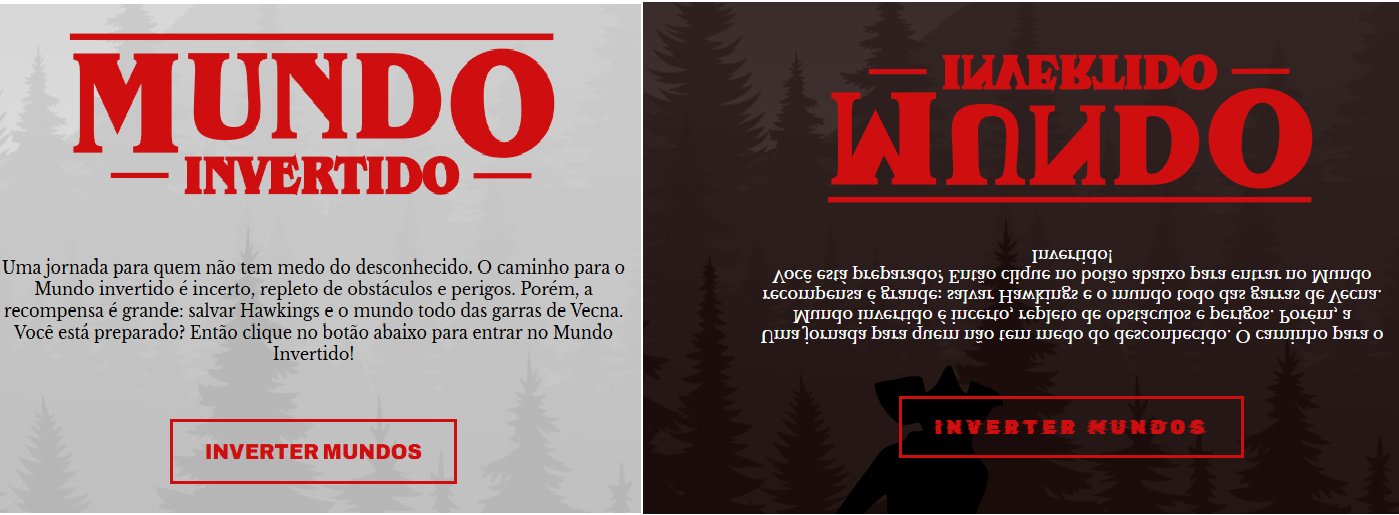 MUNDO
INVERTIDO
Uma jornada para quem não tem medo do desconhecido. O caminho para o
Mundo invertido é incerto, repleto de obstáculos e perigos. Porém, a
recompensa é grande: salvar Hawkings e o mundo todo das garras de Vecna.
Você está preparado? Então clique no botão abaixo para entrar no Mundo
Invertido!
INVERTER MUNDOS
INVERTIDO
MUNDO
Invertido!
Você está preparado? Então clique no botão abaixo para entrar no Mundo
recompensa é grande: salvar Hawkings e o mundo todo das garras de Vecna.
Mundo invertido é incerto, repleto de obstáculos e perigos. Porém, a
Uma jornada para quem não tem medo do desconhecido. O caminho para o
INVERTER MUNDOS